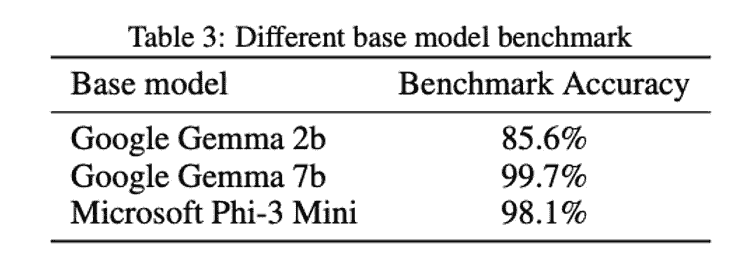 Table 3: Different base model benchmark
Base model Benchmark Accuracy
Google Gemma 2b 85.6%
Google Gemma 7b 99.7%
Microsoft Phi-3 Mini 98.1%